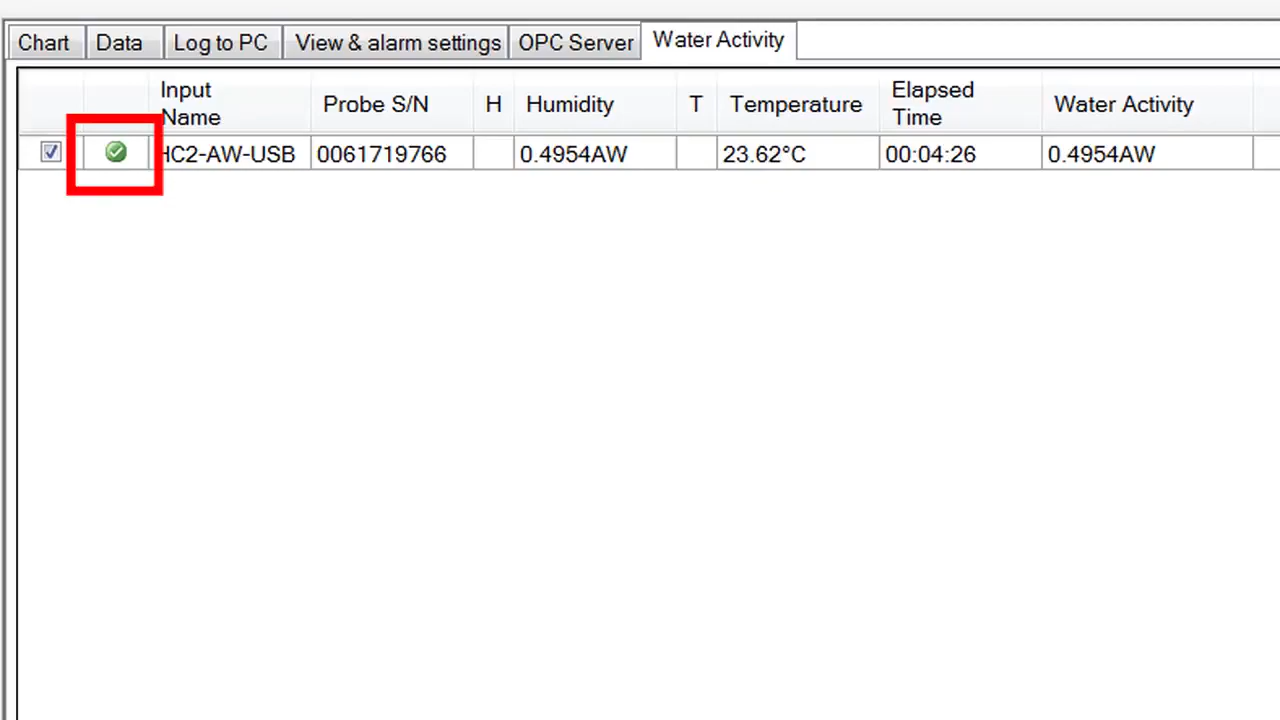 Chart Data Log to PC View & alarm settings OPC Server Water Activity
Input Name Probe S/N H Humidity T Temperature Elapsed Time Water Activity
HC2-AW-USB 0061719766 0.4954AW 23.62°C 00:04:26 0.4954AW